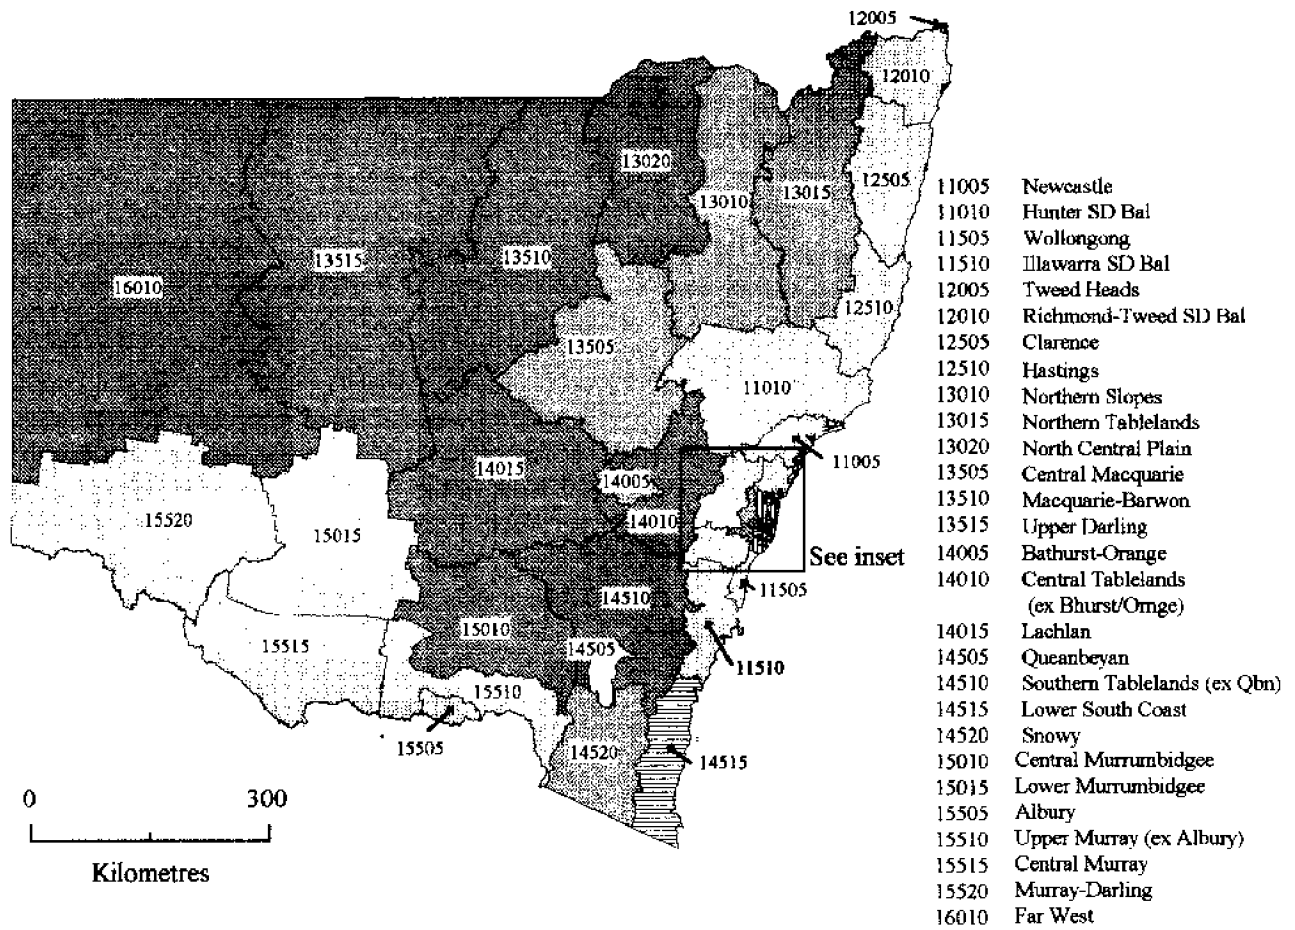 12005
12010
13020
12505
13010
13015
13515
13510
16010
12510
13505
11010
11005
14015
14005
14010
15520
15015
See inset
11505
14510
15010
14505
15515
11510
15510
15505
14520
14515
0 300
Kilometres
11005 Newcastle
11010 Hunter SD Bal
11505 Wollongong
11510 Illawarra SD Bal
12005 Tweed Heads
12010 Richmond-Tweed SD Bal
12505 Clarence
12510 Hastings
13010 Northern Slopes
13015 Northern Tablelands
13020 North Central Plain
13505 Central Macquarie
13510 Macquarie-Barwon
13515 Upper Darling
14005 Bathurst-Orange
14010 Central Tablelands
(ex Bhurst/Ornge)
14015 Lachlan
14505 Queanbeyan
14510 Southern Tablelands (ex Qbn)
14515 Lower South Coast
14520 Snowy
15010 Central Murrumbidgee
15015 Lower Murrumbidgee
15505 Albury
15510 Upper Murray (ex Albury)
15515 Central Murray
15520 Murray-Darling
16010 Far West